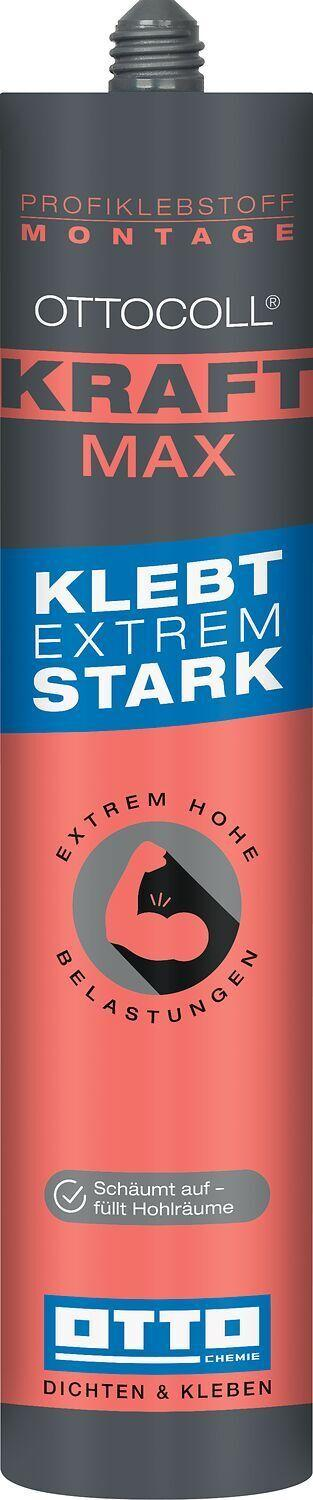 PROFIKLEBSTOFF
MONTAGE
OTTOCOLL®
KRAFT
MAX
KLEBT
EXTREM
STARK
EXTREM HOHE
BELASTUNGEN
Schäumt auf –
füllt Hohlräume
OTTO
CHEMIE
DICHTEN & KLEBEN